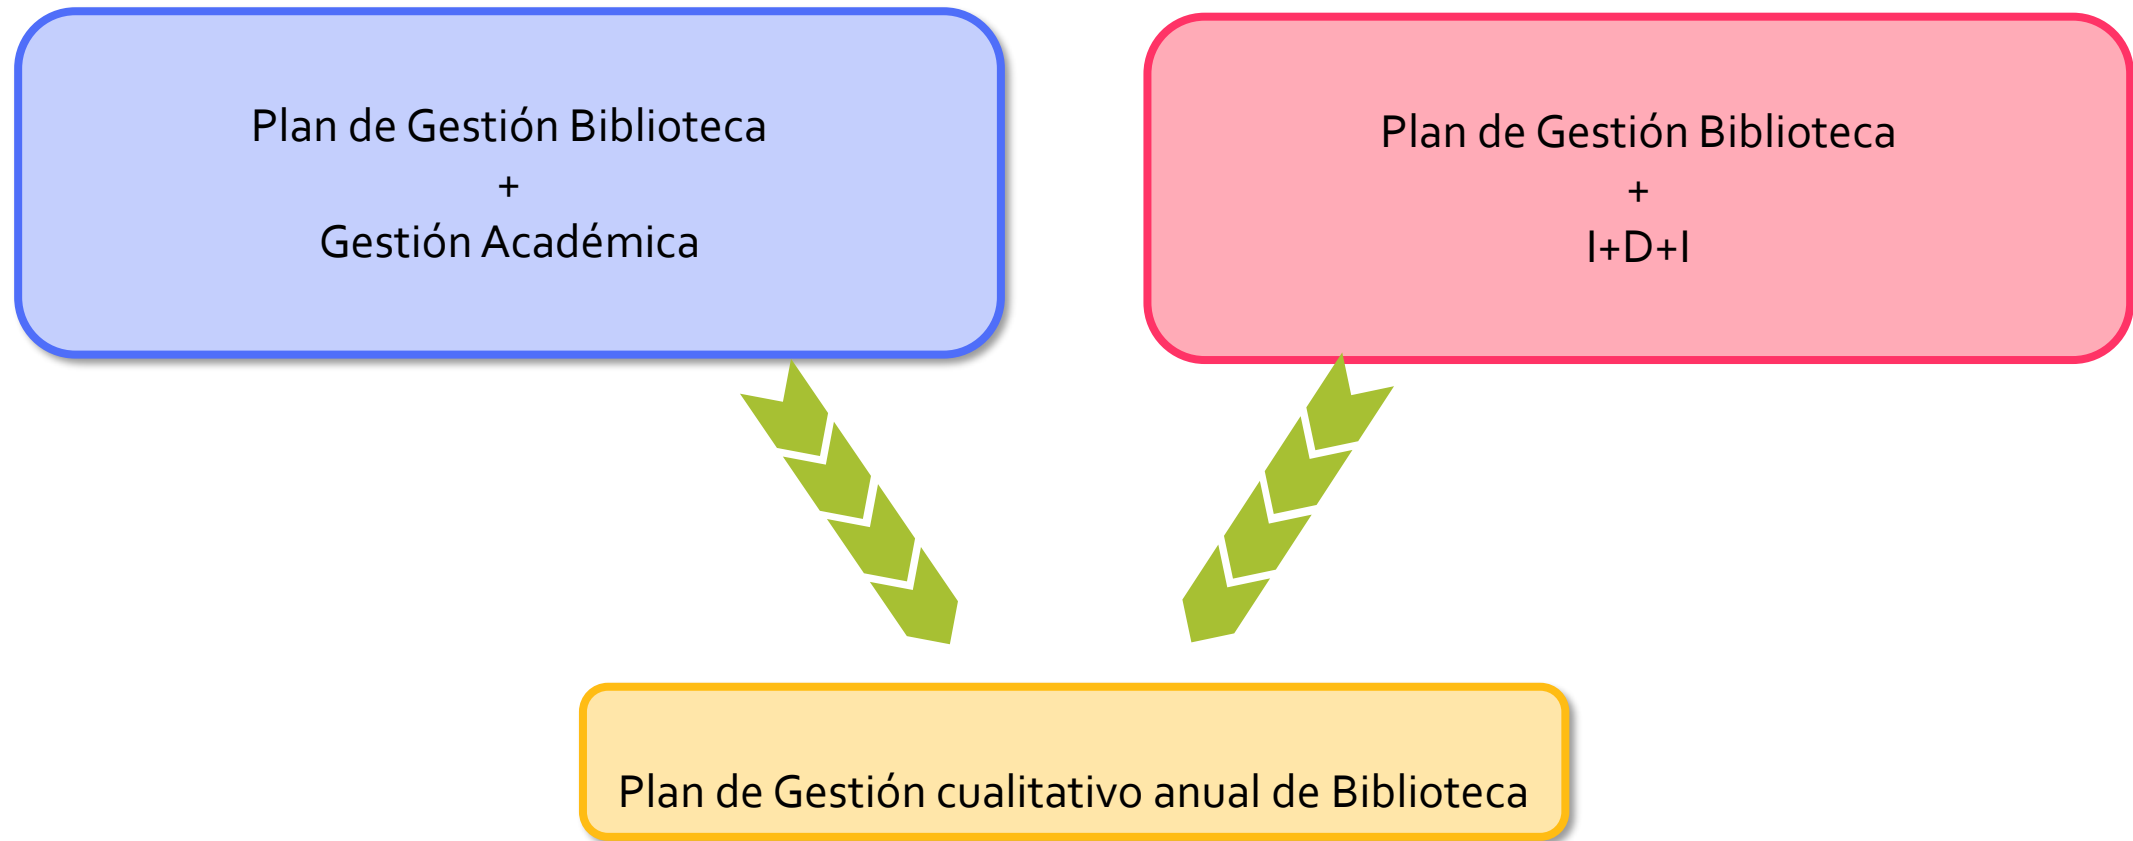 Plan de Gestión Biblioteca
+
Gestión Académica
Plan de Gestión Biblioteca
+
I+D+I
Plan de Gestión cualitativo anual de Biblioteca